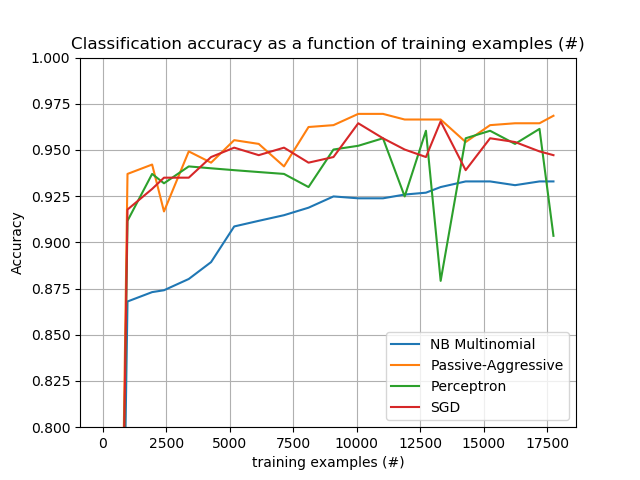 Classification accuracy as a function of training examples (#)
1.000
0.975
0.950
0.925
0.900
0.875
0.850
0.825
0.800
Accuracy
NB Multinomial
Passive-Aggressive
Perceptron
SGD
0 2500 5000 7500 10000 12500 15000 17500
training examples (#)